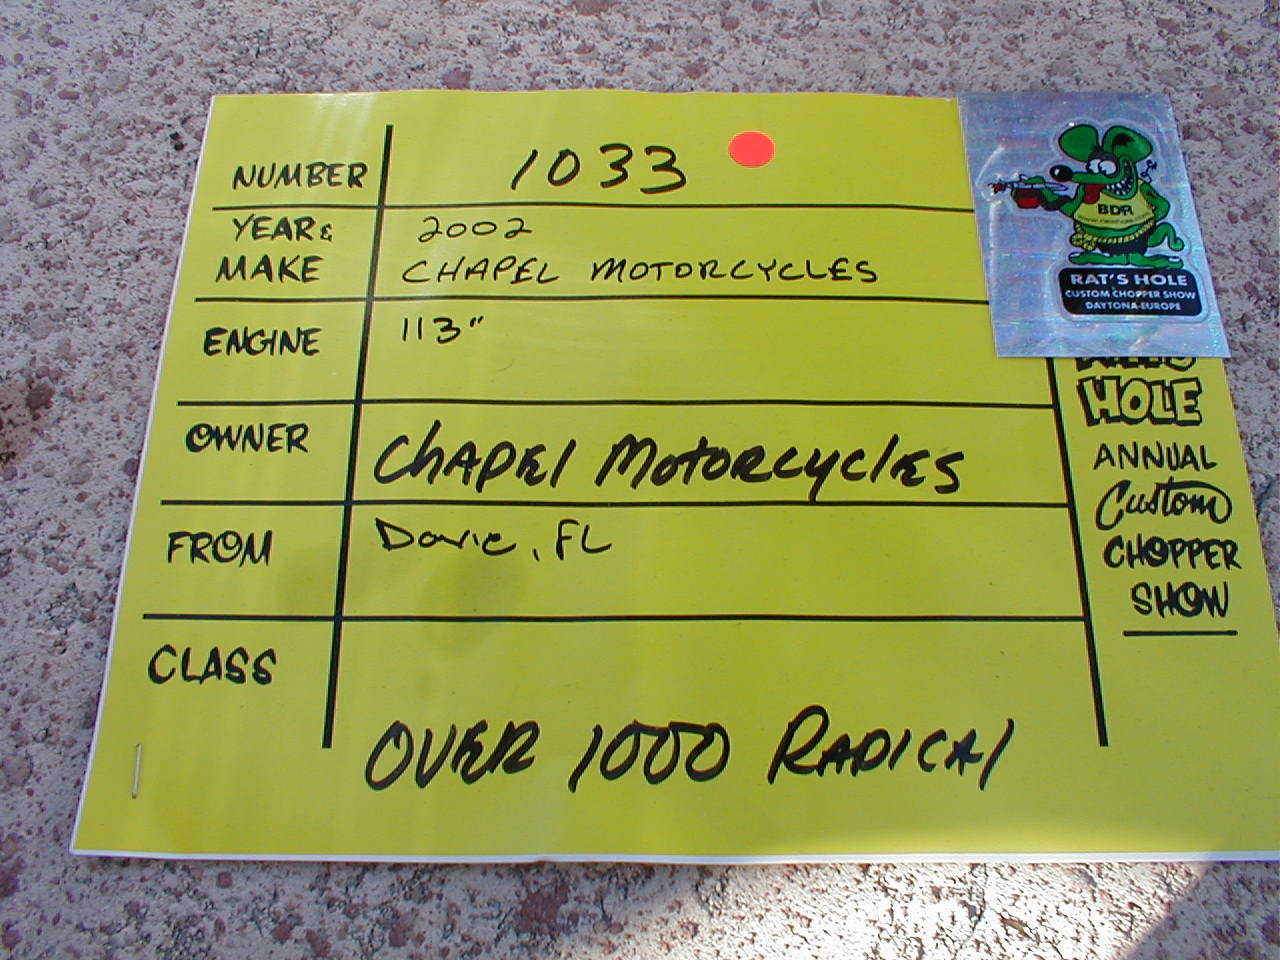 NUMBER 1033
YEAR & 2002
MAKE CHAPEL MOTORCYCLES
ENGINE 113"
OWNER CHAPEl MOTORCYCLES
FROM Davie, FL
CLASS
OVER 1000 RADICAl
BDR
RAT'S HOLE
CUSTOM CHOPPER SHOW
DAYTONA-EUROPE
HOLE
ANNUAL
Custom
CHOPPER
SHOW